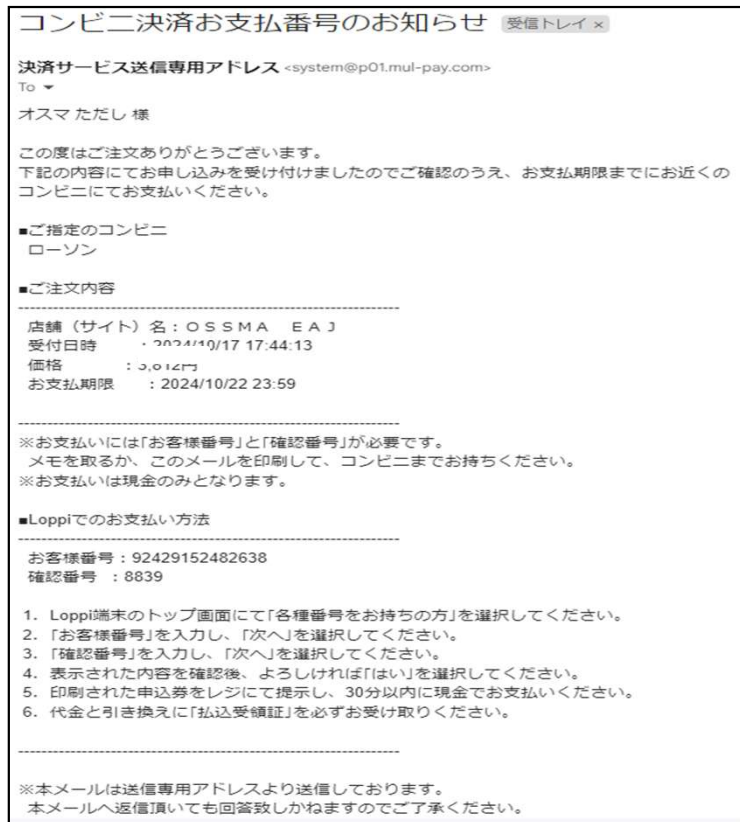 コンビニ決済お支払番号のお知らせ 受信トレイ ×
決済サービス送信専用アドレス <system@p01.mul-pay.com>
To
オスマ ただし 様
この度はご注文ありがとうございます。
下記の内容にてお申し込みを受け付けましたのでご確認のうえ、お支払期限までにお近くの
コンビニにてお支払いください。
■ご指定のコンビニ
ローソン
■ご注文内容
------------------------------------------------------------------
店舗（サイト）名：ＯＳＳＭＡ　ＥＡＪ
受付日時　　：2024/10/17 17:44:13
価格　　　：
お支払期限　　：2024/10/22 23:59
------------------------------------------------------------------
※お支払いには｢お客様番号｣と｢確認番号｣が必要です。
メモを取るか、このメールを印刷して、コンビニまでお持ちください。
※お支払いは現金のみとなります。
■Loppiでのお支払い方法
------------------------------------------------------------------
お客様番号：92429152482638
確認番号　：8839
1．Loppi端末のトップ画面にて｢各種番号をお持ちの方｣を選択してください。
2．｢お客様番号｣を入力し、｢次へ｣を選択してください。
3．｢確認番号｣を入力し、｢次へ｣を選択してください。
4．表示された内容を確認後、よろしければ｢はい｣を選択してください。
5．印刷された申込券をレジにて提示し、30分以内に現金でお支払いください。
6．代金と引き換えに｢払込受領証｣を必ずお受け取りください。
------------------------------------------------------------------
※本メールは送信専用アドレスより送信しております。
本メールへ返信頂いても回答致しかねますのでご了承ください。